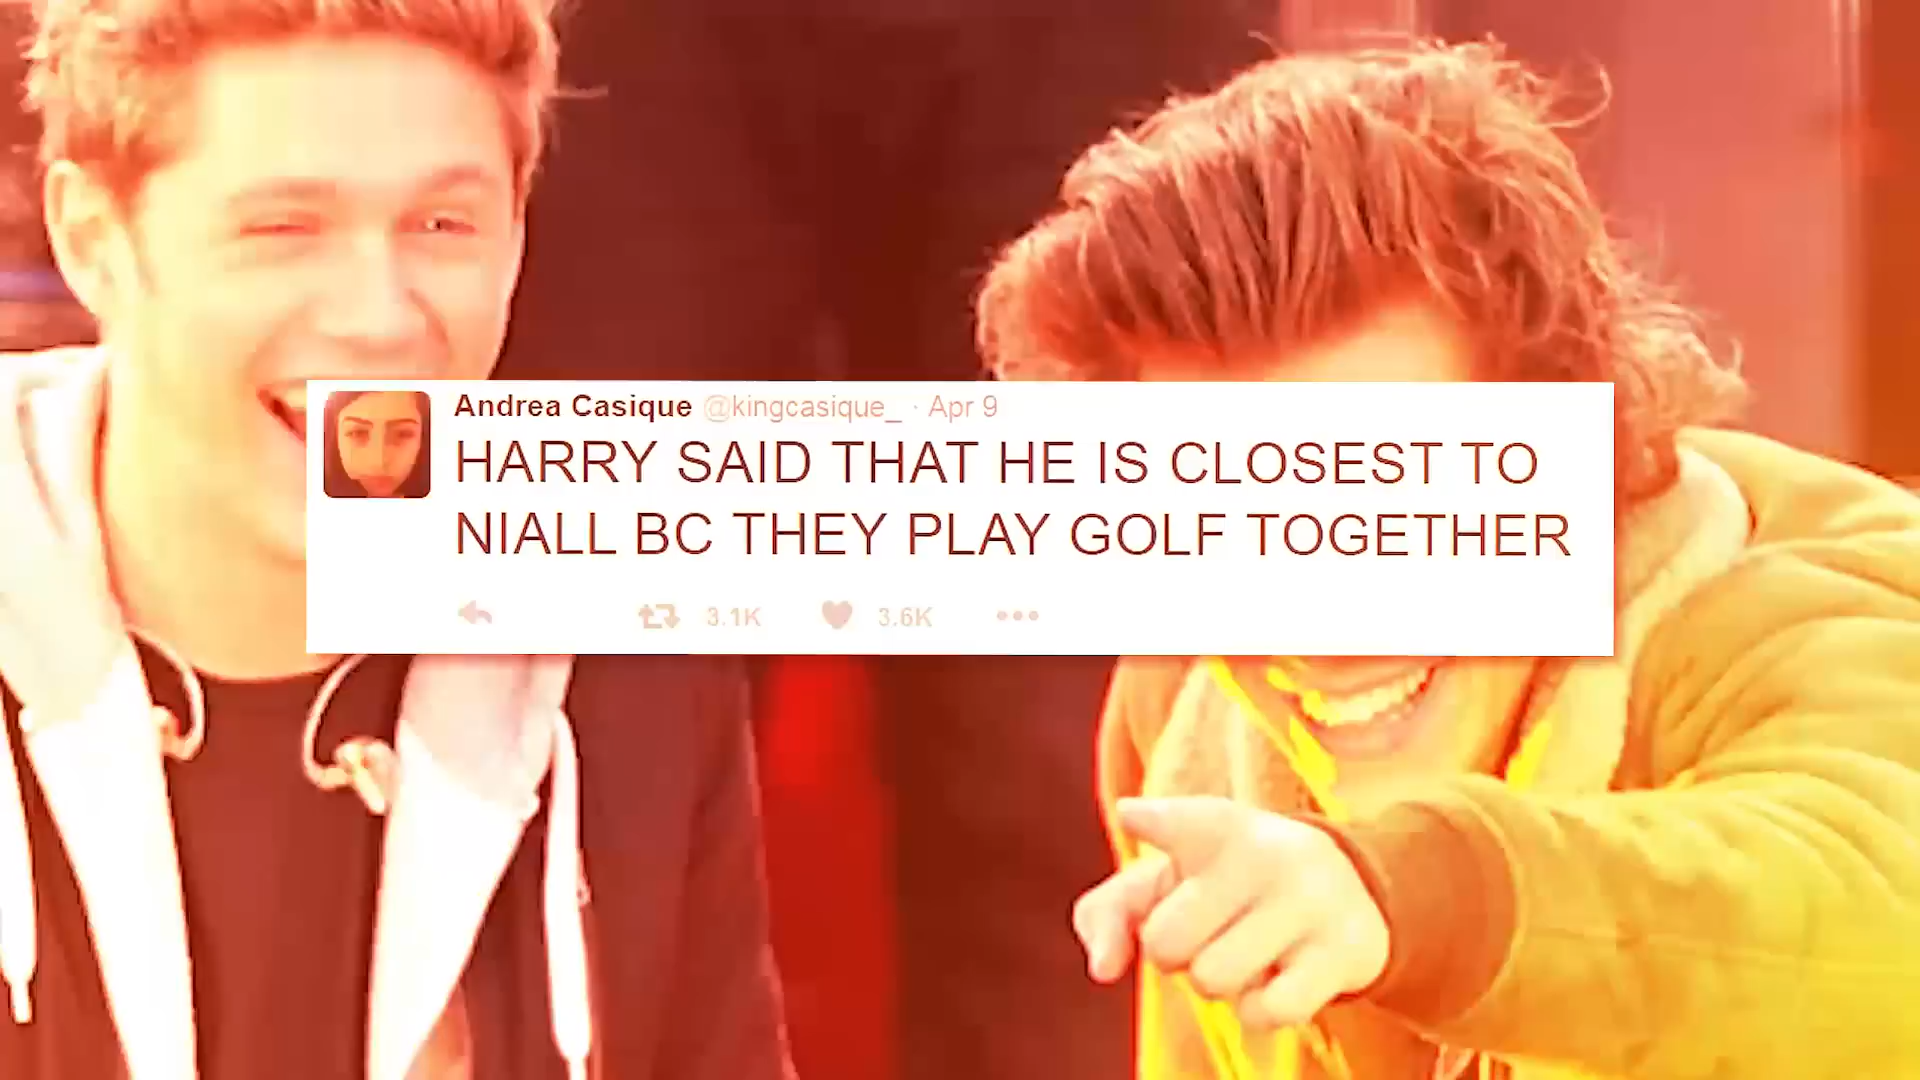 Andrea Casique @kingcasique_ · Apr 9
HARRY SAID THAT HE IS CLOSEST TO
NIALL BC THEY PLAY GOLF TOGETHER
3.1K 3.6K